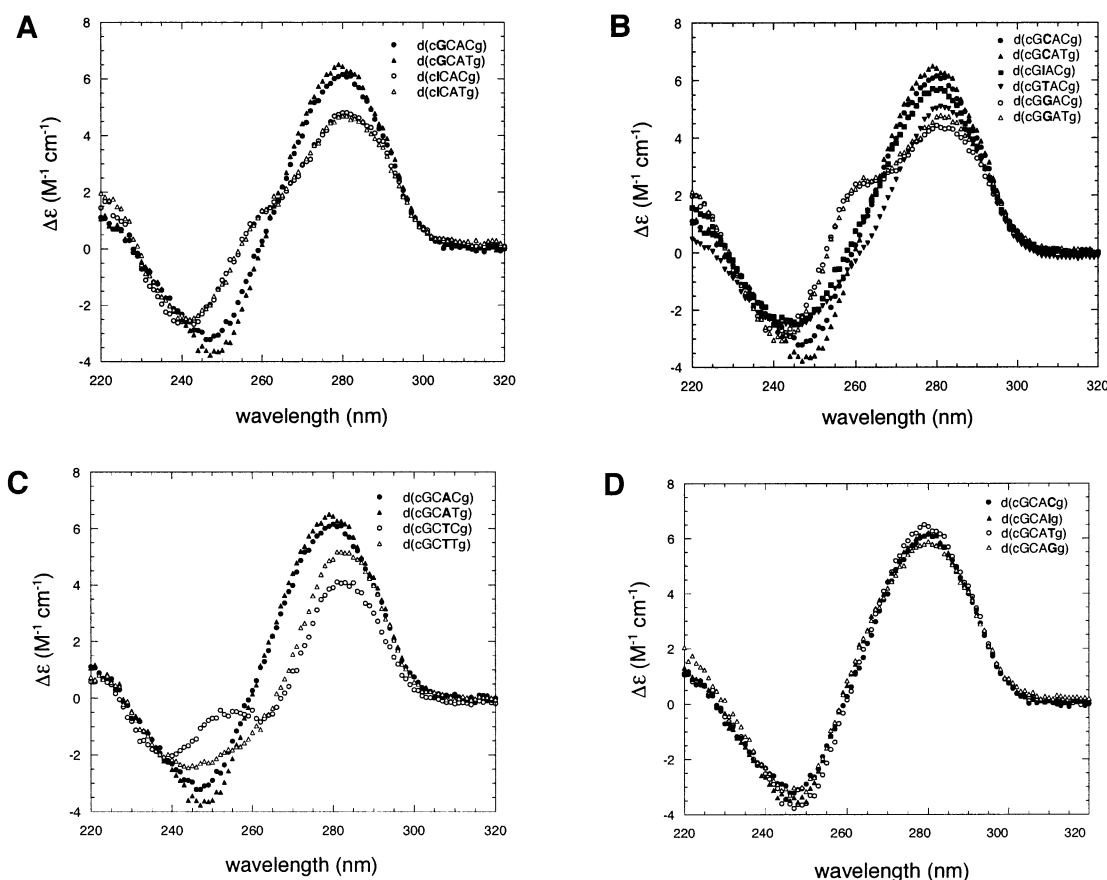 A
8
6
4
2
0
-2
-4
Δε (M⁻¹ cm⁻¹)
220 240 260 280 300 320
wavelength (nm)
d(cGCACg)
d(cGCATg)
d(cICACg)
d(cICATg)
B
8
6
4
2
0
-2
-4
Δε (M⁻¹ cm⁻¹)
220 240 260 280 300 320
wavelength (nm)
d(cGCACg)
d(cGCATg)
d(cGIACg)
d(cGTACg)
d(cGGACg)
d(cGGATg)
C
8
6
4
2
0
-2
-4
Δε (M⁻¹ cm⁻¹)
220 240 260 280 300 320
wavelength (nm)
d(cGCACg)
d(cGCATg)
d(cGCTCg)
d(cGCTTg)
D
8
6
4
2
0
-2
-4
Δε (M⁻¹ cm⁻¹)
220 240 260 280 300 320
wavelength (nm)
d(cGCACg)
d(cGCAIg)
d(cGCATg)
d(cGCAGg)